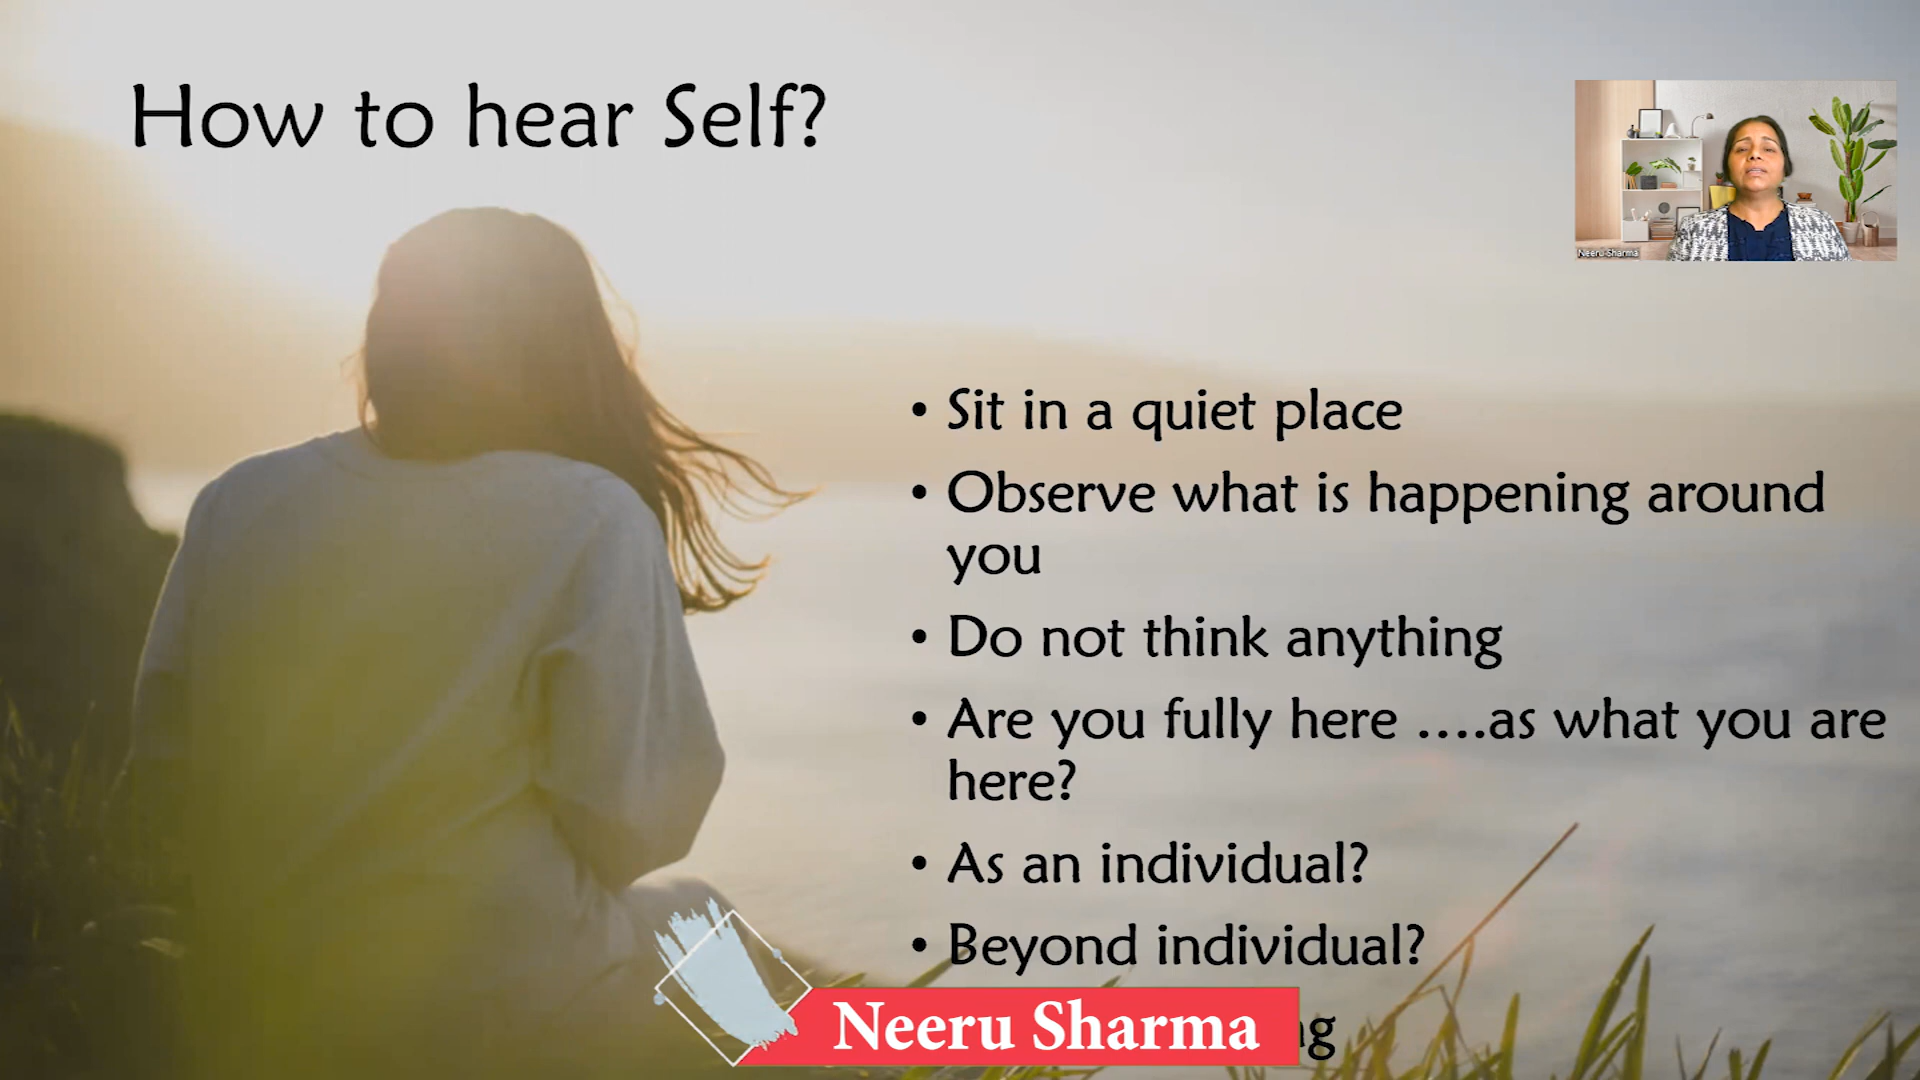 How to hear Self?
Neeru Sharma
• Sit in a quiet place
• Observe what is happening around
you
• Do not think anything
• Are you fully here ....as what you are
here?
• As an individual?
• Beyond individual?
Neeru Sharma